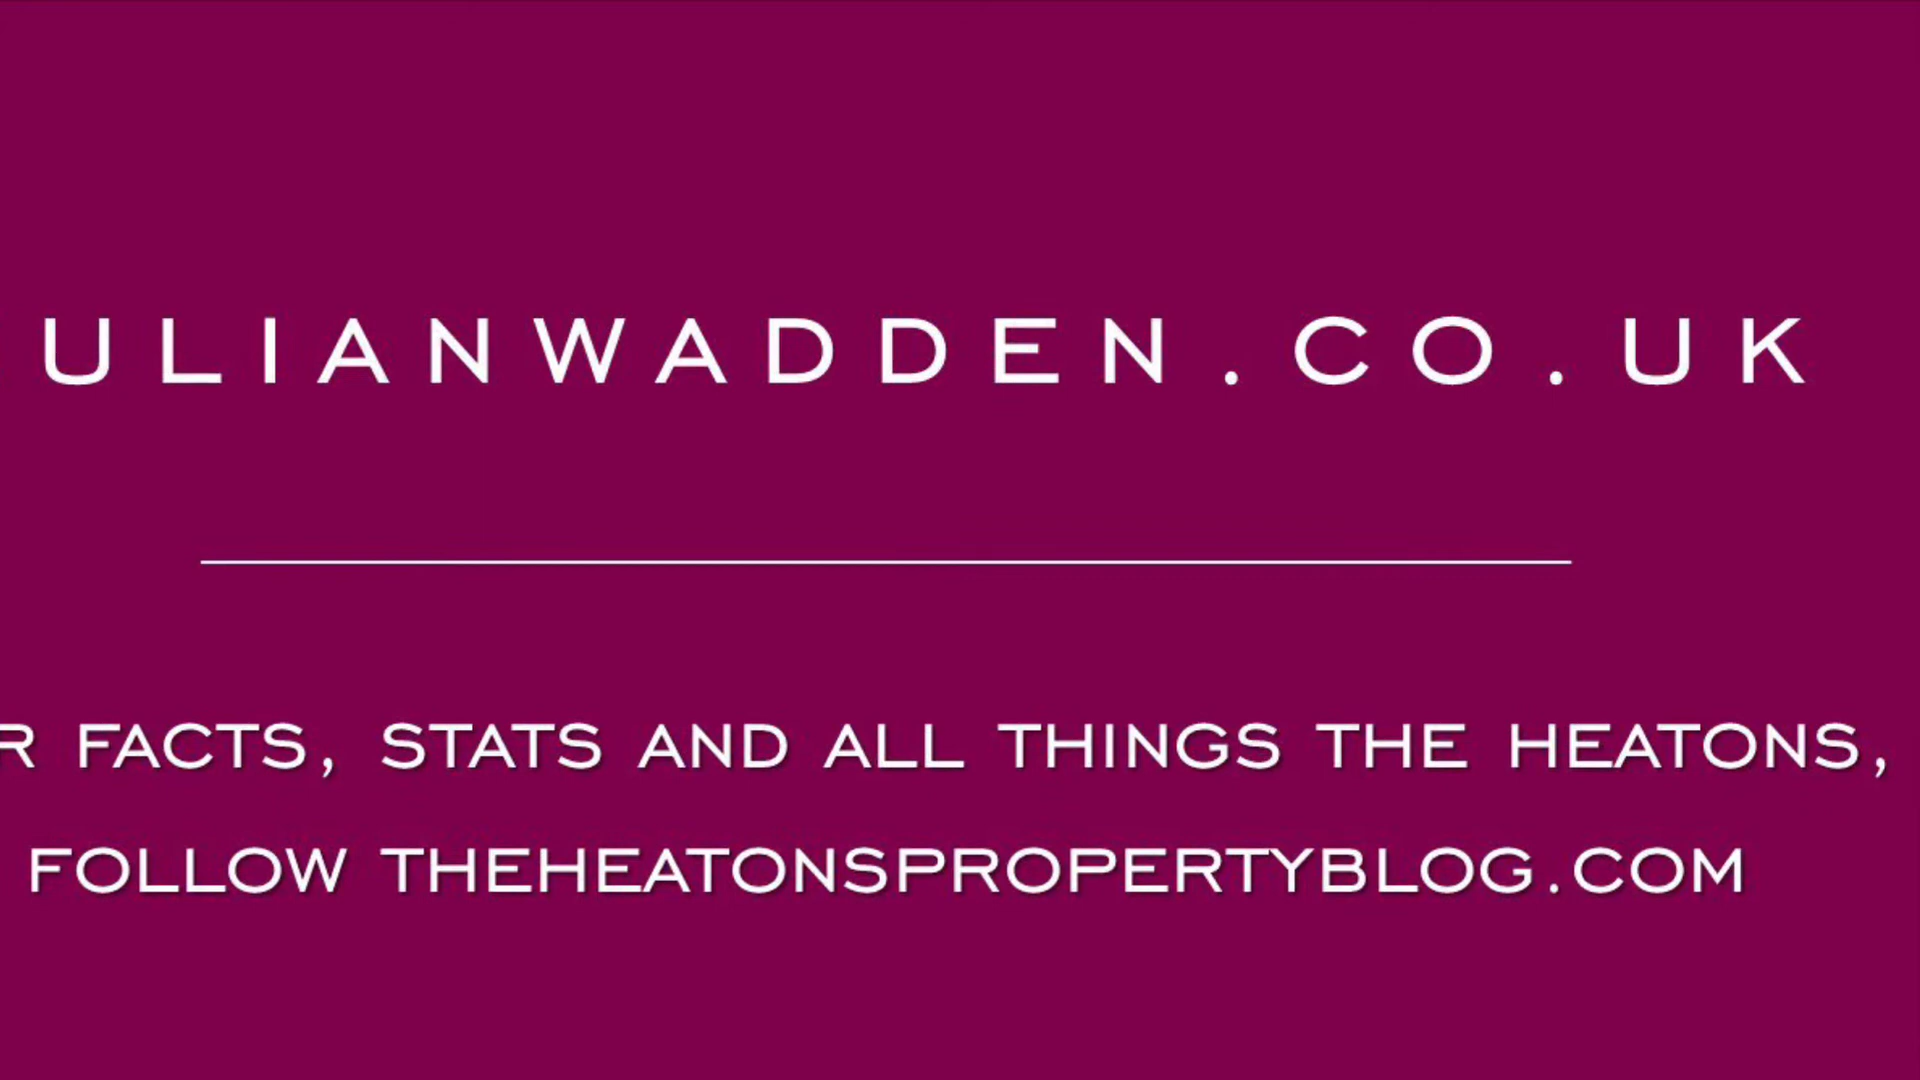 ULIANWADDEN.CO.UK
R FACTS, STATS AND ALL THINGS THE HEATONS,
FOLLOW THEHEATONSPROPERTYBLOG.COM